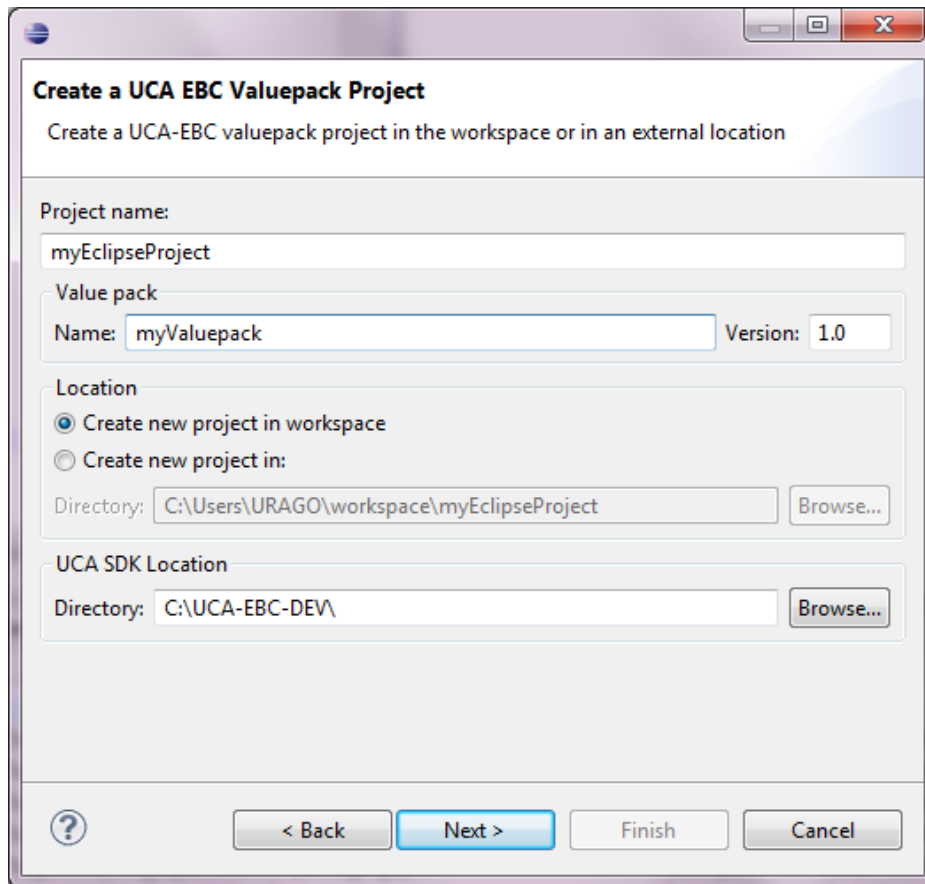 Create a UCA EBC Valuepack Project
Create a UCA-EBC valuepack project in the workspace or in an external location
Project name:
myEclipseProject
Value pack
Name: myValuepack Version: 1.0
Location
Create new project in workspace
Create new project in:
Directory: C:\Users\URAGO\workspace\myEclipseProject Browse...
UCA SDK Location
Directory: C:\UCA-EBC-DEV\ Browse...
? < Back Next > Finish Cancel